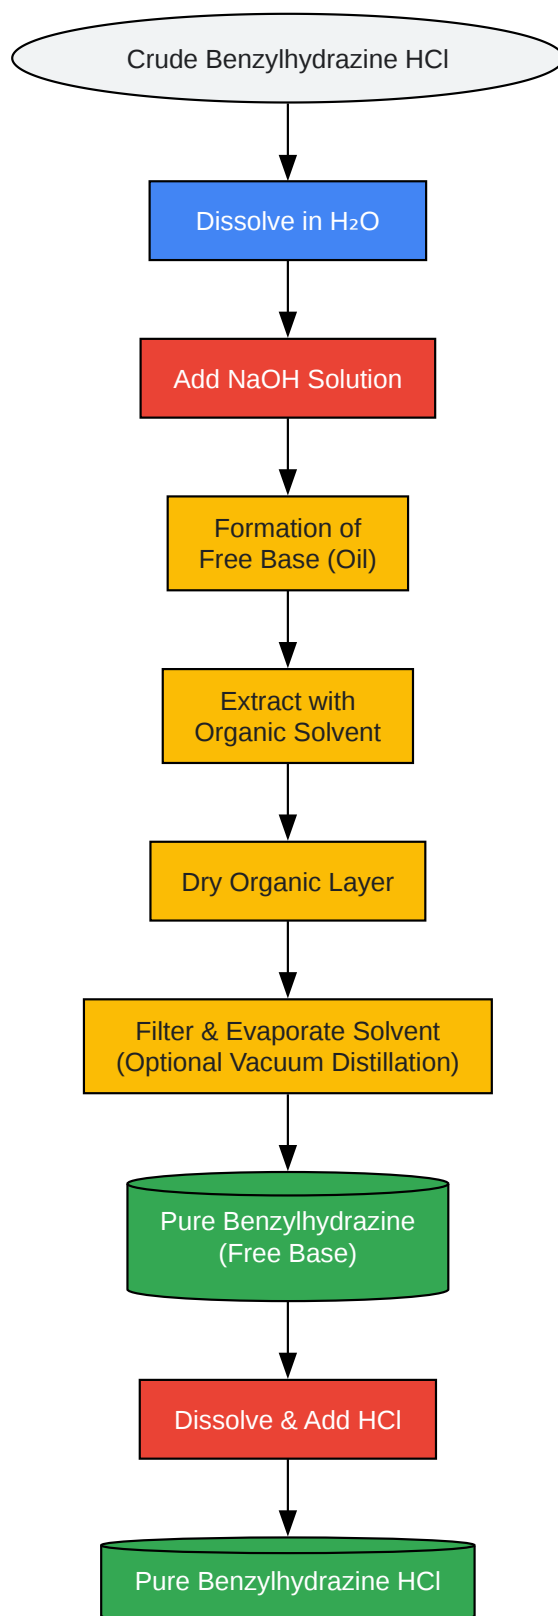 Crude Benzylhydrazine HCl
Dissolve in H₂O
Add NaOH Solution
Formation of
Free Base (Oil)
Extract with
Organic Solvent
Dry Organic Layer
Filter & Evaporate Solvent
(Optional Vacuum Distillation)
Pure Benzylhydrazine
(Free Base)
Dissolve & Add HCl
Pure Benzylhydrazine HCl